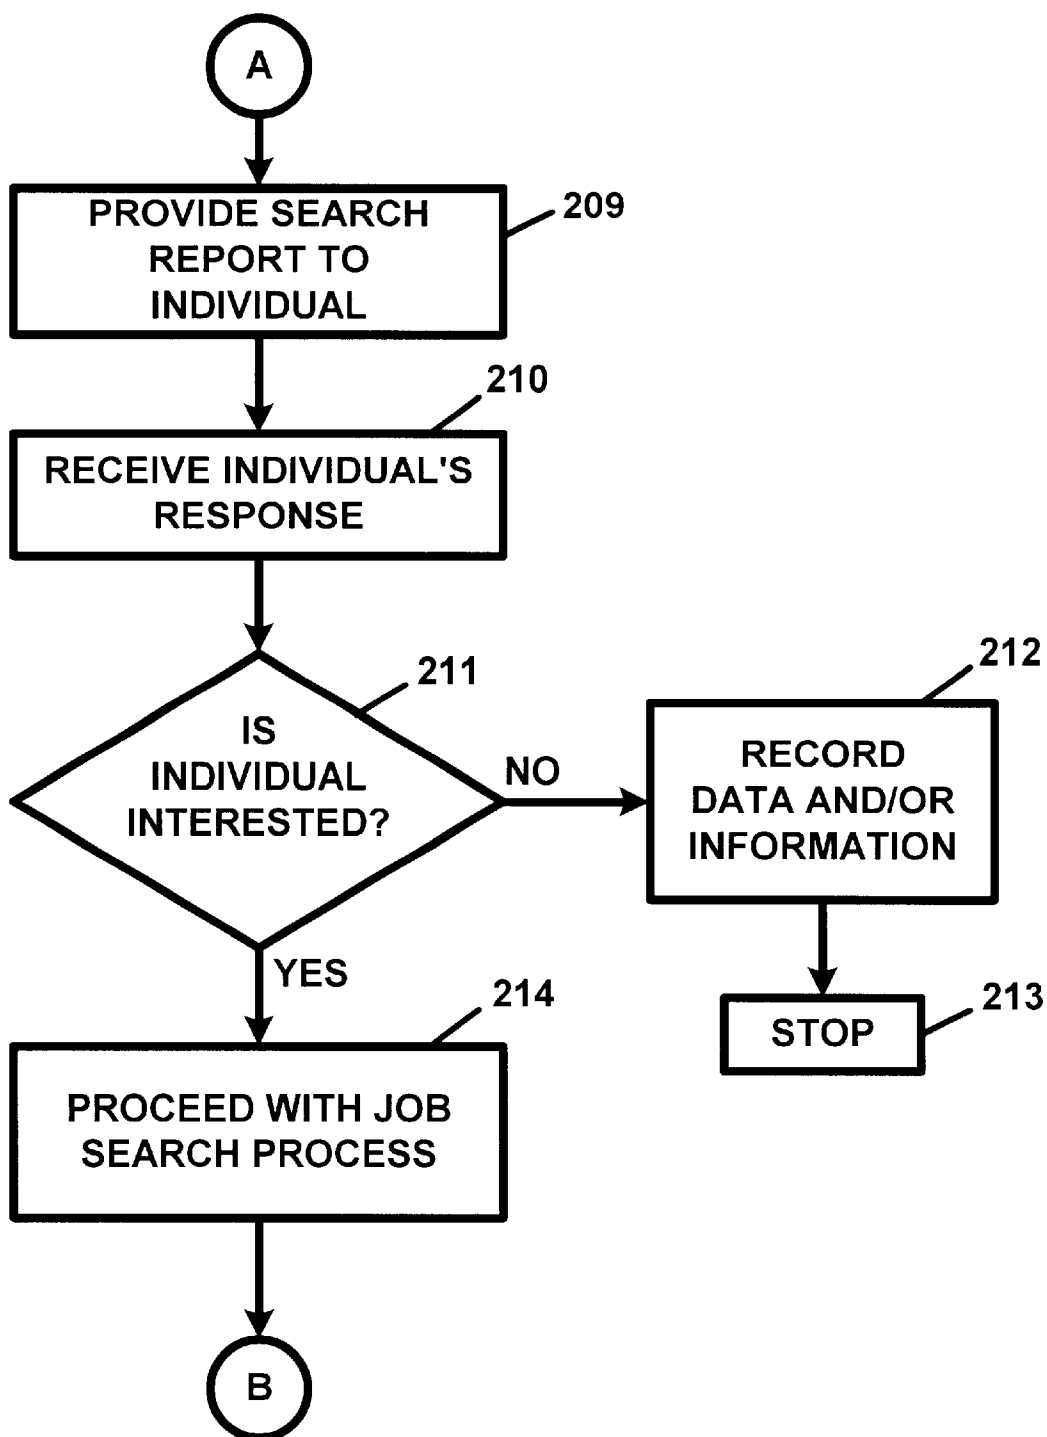 A
PROVIDE SEARCH
REPORT TO
INDIVIDUAL
209
210
RECEIVE INDIVIDUAL'S
RESPONSE
211
IS
INDIVIDUAL
INTERESTED?
NO
212
RECORD
DATA AND/OR
INFORMATION
YES
213
STOP
214
PROCEED WITH JOB
SEARCH PROCESS
B